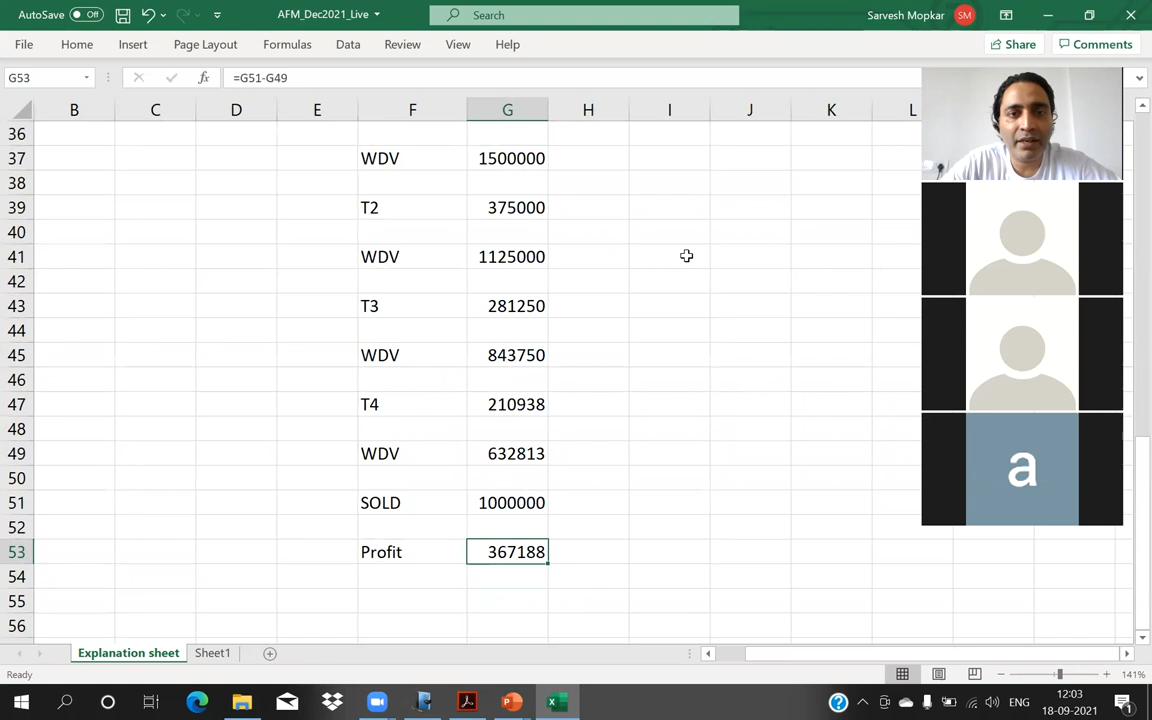 AutoSave Off AFM_Dec2021_Live Search Sarvesh Mopkar SM
File Home Insert Page Layout Formulas Data Review View Help Share Comments
G53 fx =G51-G49
B C D E F G H I J K L
36
37 WDV 1500000
38
39 T2 375000
40
41 WDV 1125000
42
43 T3 281250
44
45 WDV 843750
46
47 T4 210938
48
49 WDV 632813
50
51 SOLD 1000000
52
53 Profit 367188
54
55
56
a
Explanation sheet Sheet1
Ready 141%
ENG 12:03
18-09-2021 1